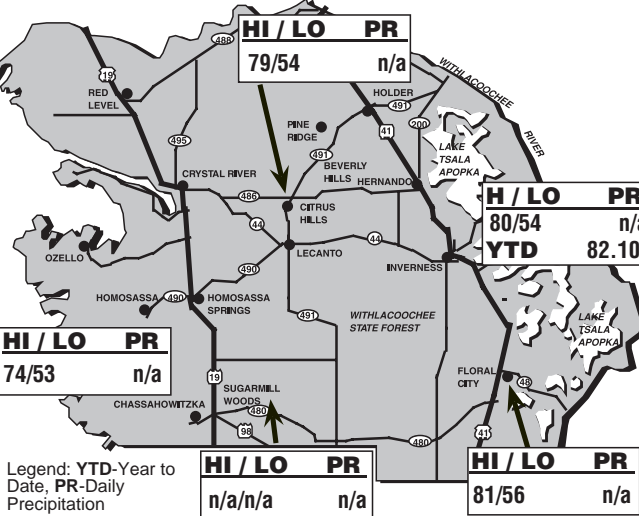 HI / LO PR
79/54 n/a
488
19
RED
LEVEL
HOLDER
491
WITHLACOOCHEE
RIVER
PINE
RIDGE
41
200
495
491
LAKE
TSALA
APOPKA
BEVERLY
HILLS
CRYSTAL RIVER
HERNANDO
486
CITRUS
HILLS
H / LO PR
80/54 n/a
YTD 82.10
44
44
OZELLO
LECANTO
INVERNESS
490
HOMOSASSA
490
HOMOSASSA
SPRINGS
491
WITHLACOOCHEE
STATE FOREST
LAKE
TSALA
APOPKA
HI / LO PR
74/53 n/a
19
FLORAL
CITY
48
SUGARMILL
WOODS
CHASSAHOWITZKA
480
98
480
41
Legend: YTD-Year to
Date, PR-Daily
Precipitation
HI / LO PR
n/a/n/a n/a
HI / LO PR
81/56 n/a